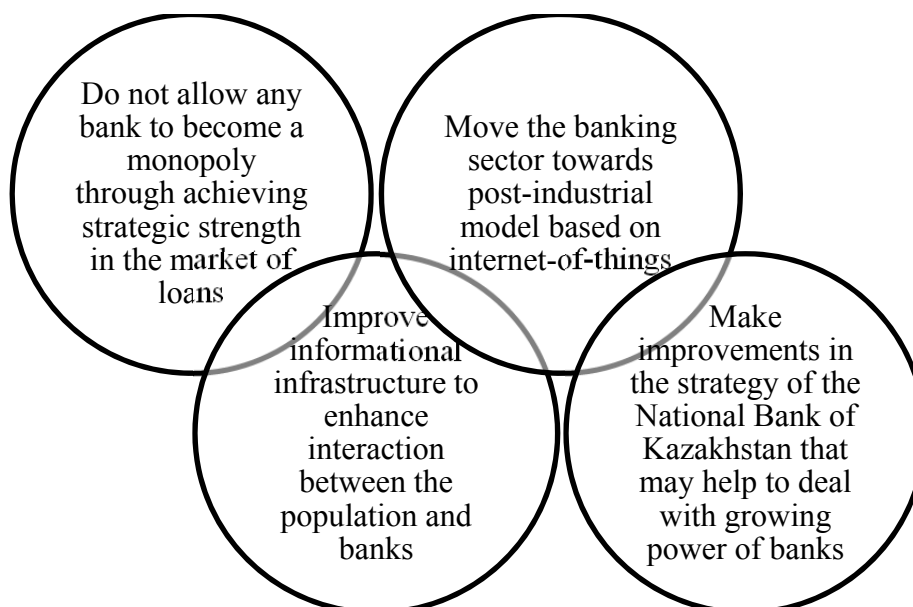 Do not allow any
bank to become a
monopoly
through achieving
strategic strength
in the market of
loans
Move the banking
sector towards
post-industrial
model based on
internet-of-things
Improve
informational
infrastructure to
enhance
interaction
between the
population and
banks
Make
improvements in
the strategy of the
National Bank of
Kazakhstan that
may help to deal
with growing
power of banks